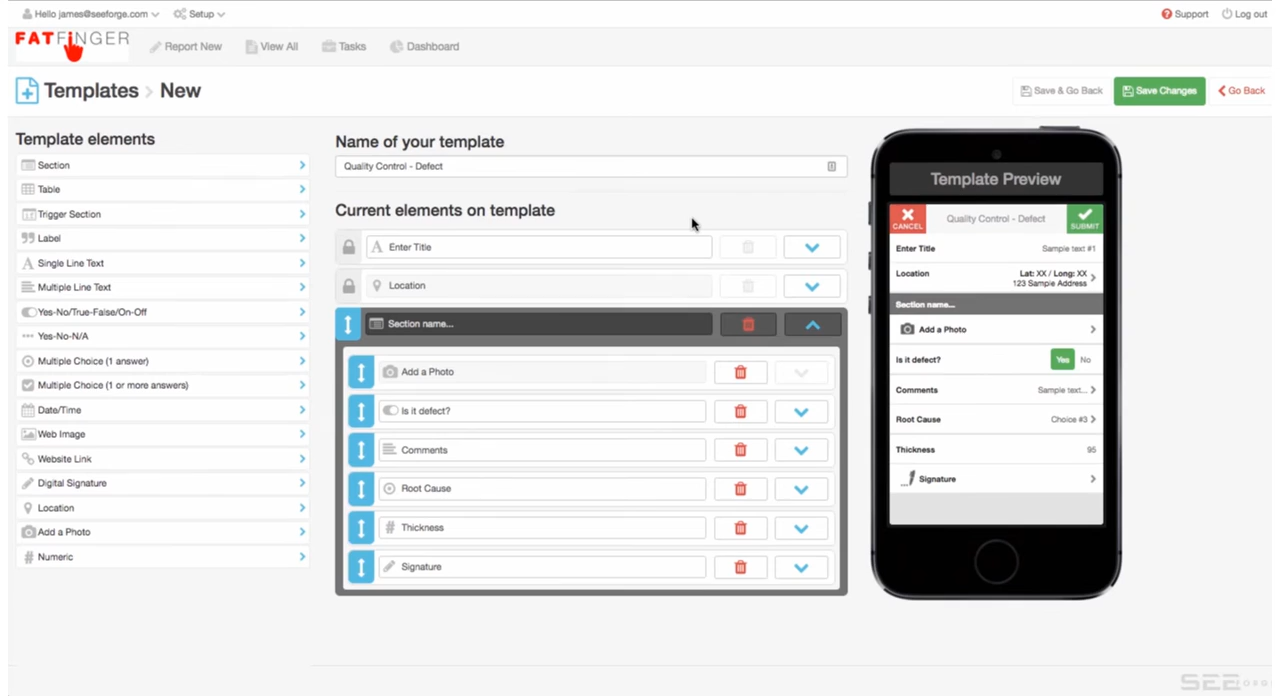 Hello james@seeforge.com Setup Support Log out
FATFiNGER Report New View All Tasks Dashboard
Templates > New Save & Go Back Save Changes Go Back
Template elements
Section
Table
Trigger Section
Label
Single Line Text
Multiple Line Text
Yes-No/True-False/On-Off
Yes-No-N/A
Multiple Choice (1 answer)
Multiple Choice (1 or more answers)
Date/Time
Web Image
Website Link
Digital Signature
Location
Add a Photo
# Numeric
Name of your template
Quality Control - Defect
Current elements on template
A Enter Title
Location
Section name...
Add a Photo
Is it defect?
Comments
Root Cause
# Thickness
Signature
Template Preview
CANCEL Quality Control - Defect SUBMIT
Enter Title Sample text #1
Location Lat: XX / Long: XX
123 Sample Address
Section name...
Add a Photo
Is it defect? Yes No
Comments Sample text...
Root Cause Choice #3
Thickness 95
Signature
SEEFORGE